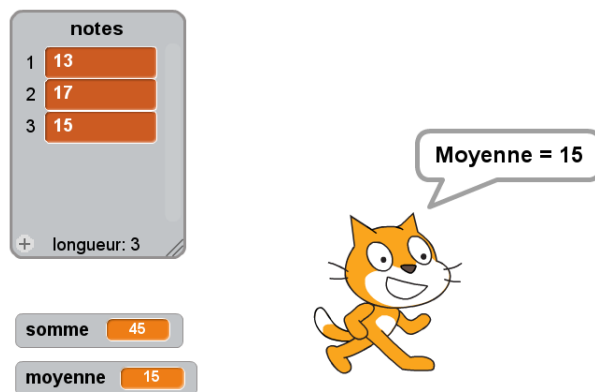 notes
1 13
2 17
3 15
+ longueur: 3
Moyenne = 15
somme 45
moyenne 15